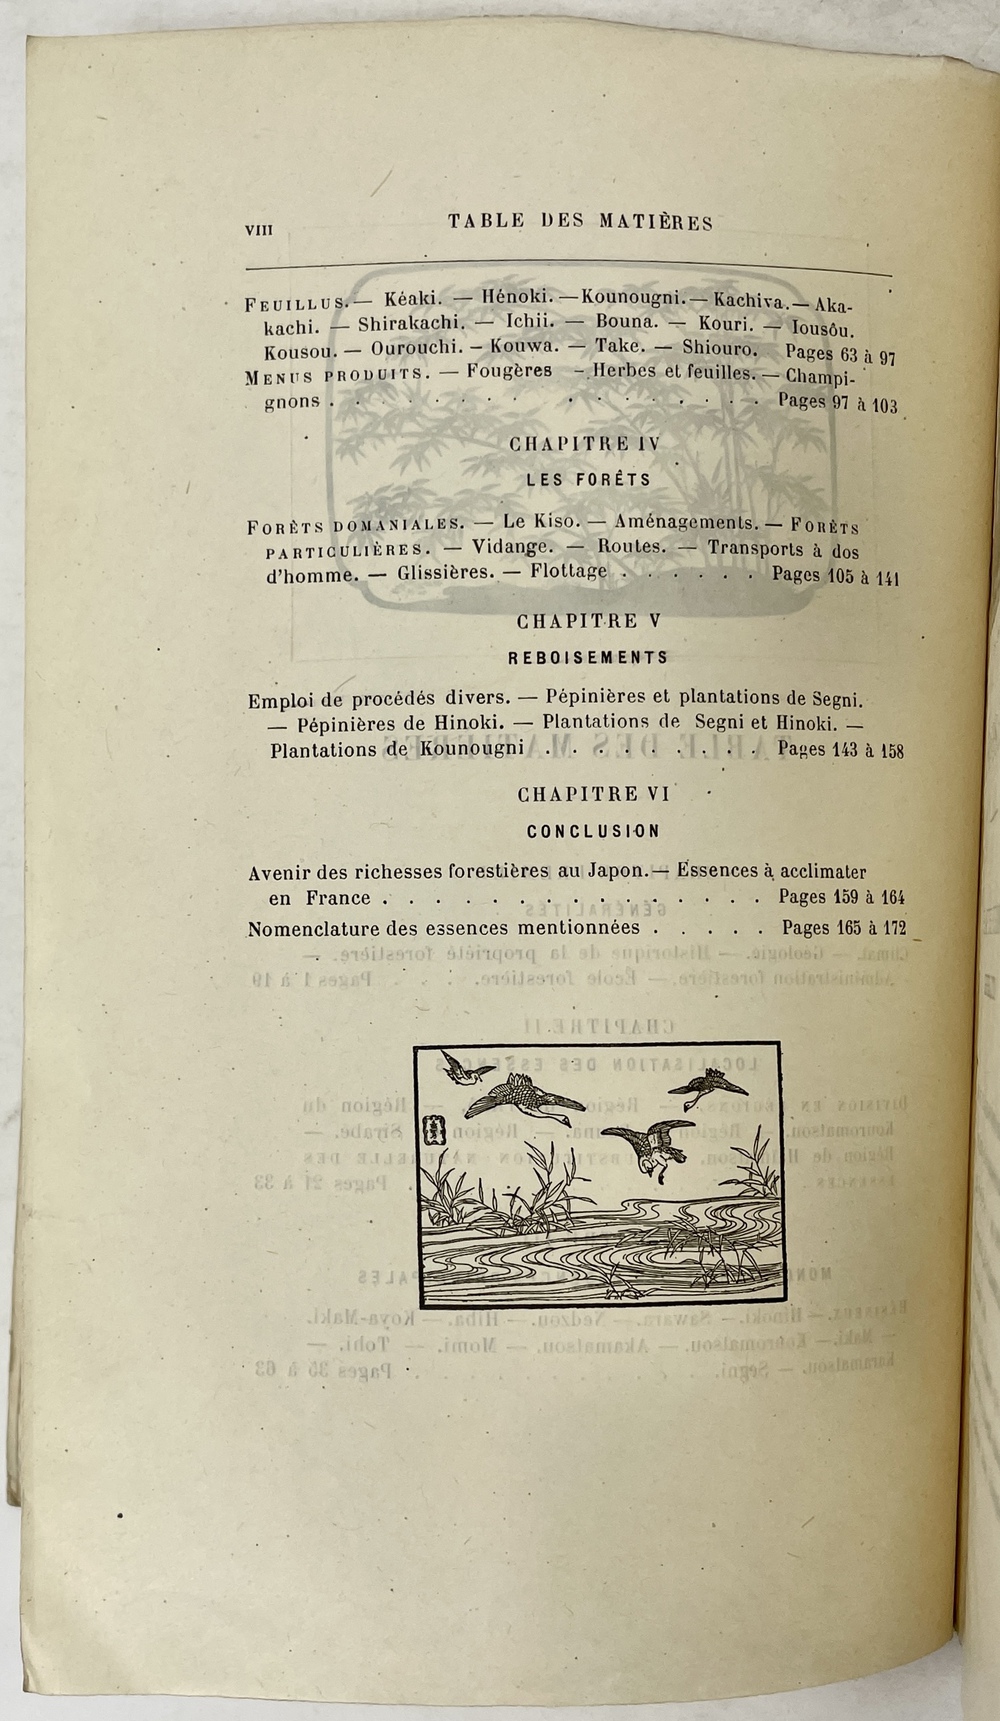 VIII
TABLE DES MATIÈRES
FEUILLUS. — Kéaki. — Hénoki. — Kounougni. — Kachiva. — Aka-
kachi. — Shirakachi. — Ichii. — Bouna. — Kouri. — Iousôu.
Kousou. — Ourouchi. — Kouwa. — Take. — Shiouro. Pages 63 à 97
MENUS PRODUITS. — Fougères — Herbes et feuilles. — Champi-
gnons . . . . . . . . . . . . . . Pages 97 à 103
CHAPITRE IV
LES FORÊTS
FORÊTS DOMANIALES. — Le Kiso. — Aménagements. — FORÊTS
PARTICULIÈRES. — Vidange. — Routes. — Transports à dos
d'homme. — Glissières. — Flottage . . . . . . Pages 105 à 141
CHAPITRE V
REBOISEMENTS
Emploi de procédés divers. — Pépinières et plantations de Segni.
— Pépinières de Hinoki. — Plantations de Segni et Hinoki. —
Plantations de Kounougni . . . . . . . . . Pages 143 à 158
CHAPITRE VI
CONCLUSION
Avenir des richesses forestières au Japon. — Essences à acclimater
en France . . . . . . . . . . . . . . . Pages 159 à 164
Nomenclature des essences mentionnées . . . . . Pages 165 à 172